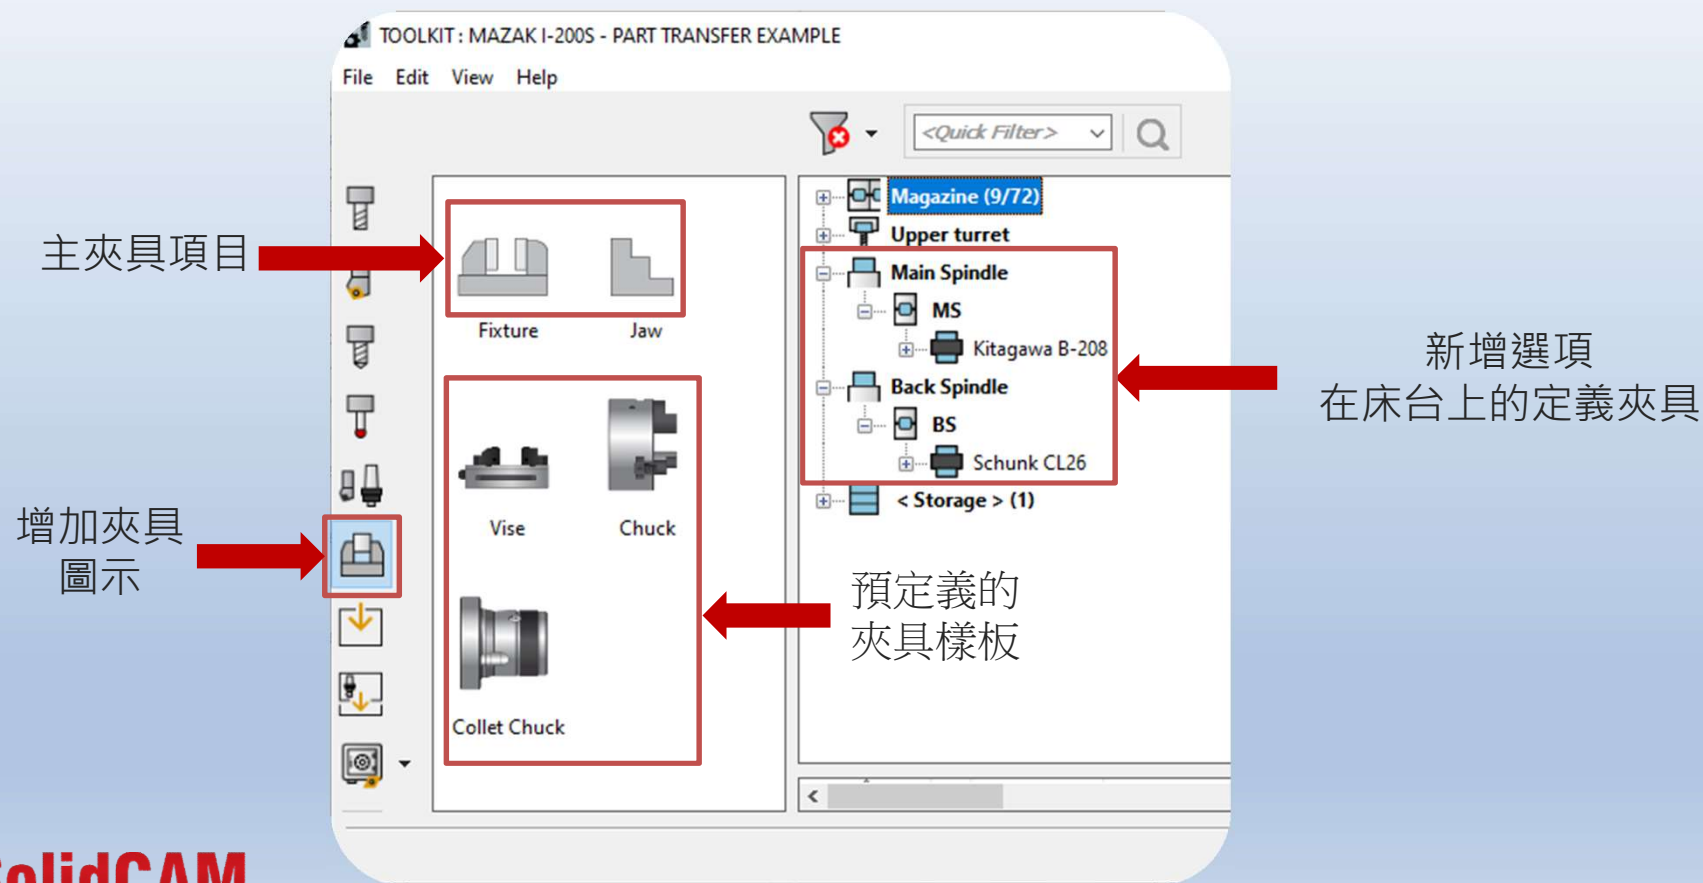 TOOLKIT : MAZAK I-200S - PART TRANSFER EXAMPLE
File Edit View Help
<Quick Filter>
主夾具項目
Fixture Jaw
Vise Chuck
Collet Chuck
增加夾具
圖示
預定義的
夾具樣板
Magazine (9/72)
Upper turret
Main Spindle
MS
Kitagawa B-208
Back Spindle
BS
Schunk CL26
< Storage > (1)
新增選項
在床台上的定義夾具
SolidCAM